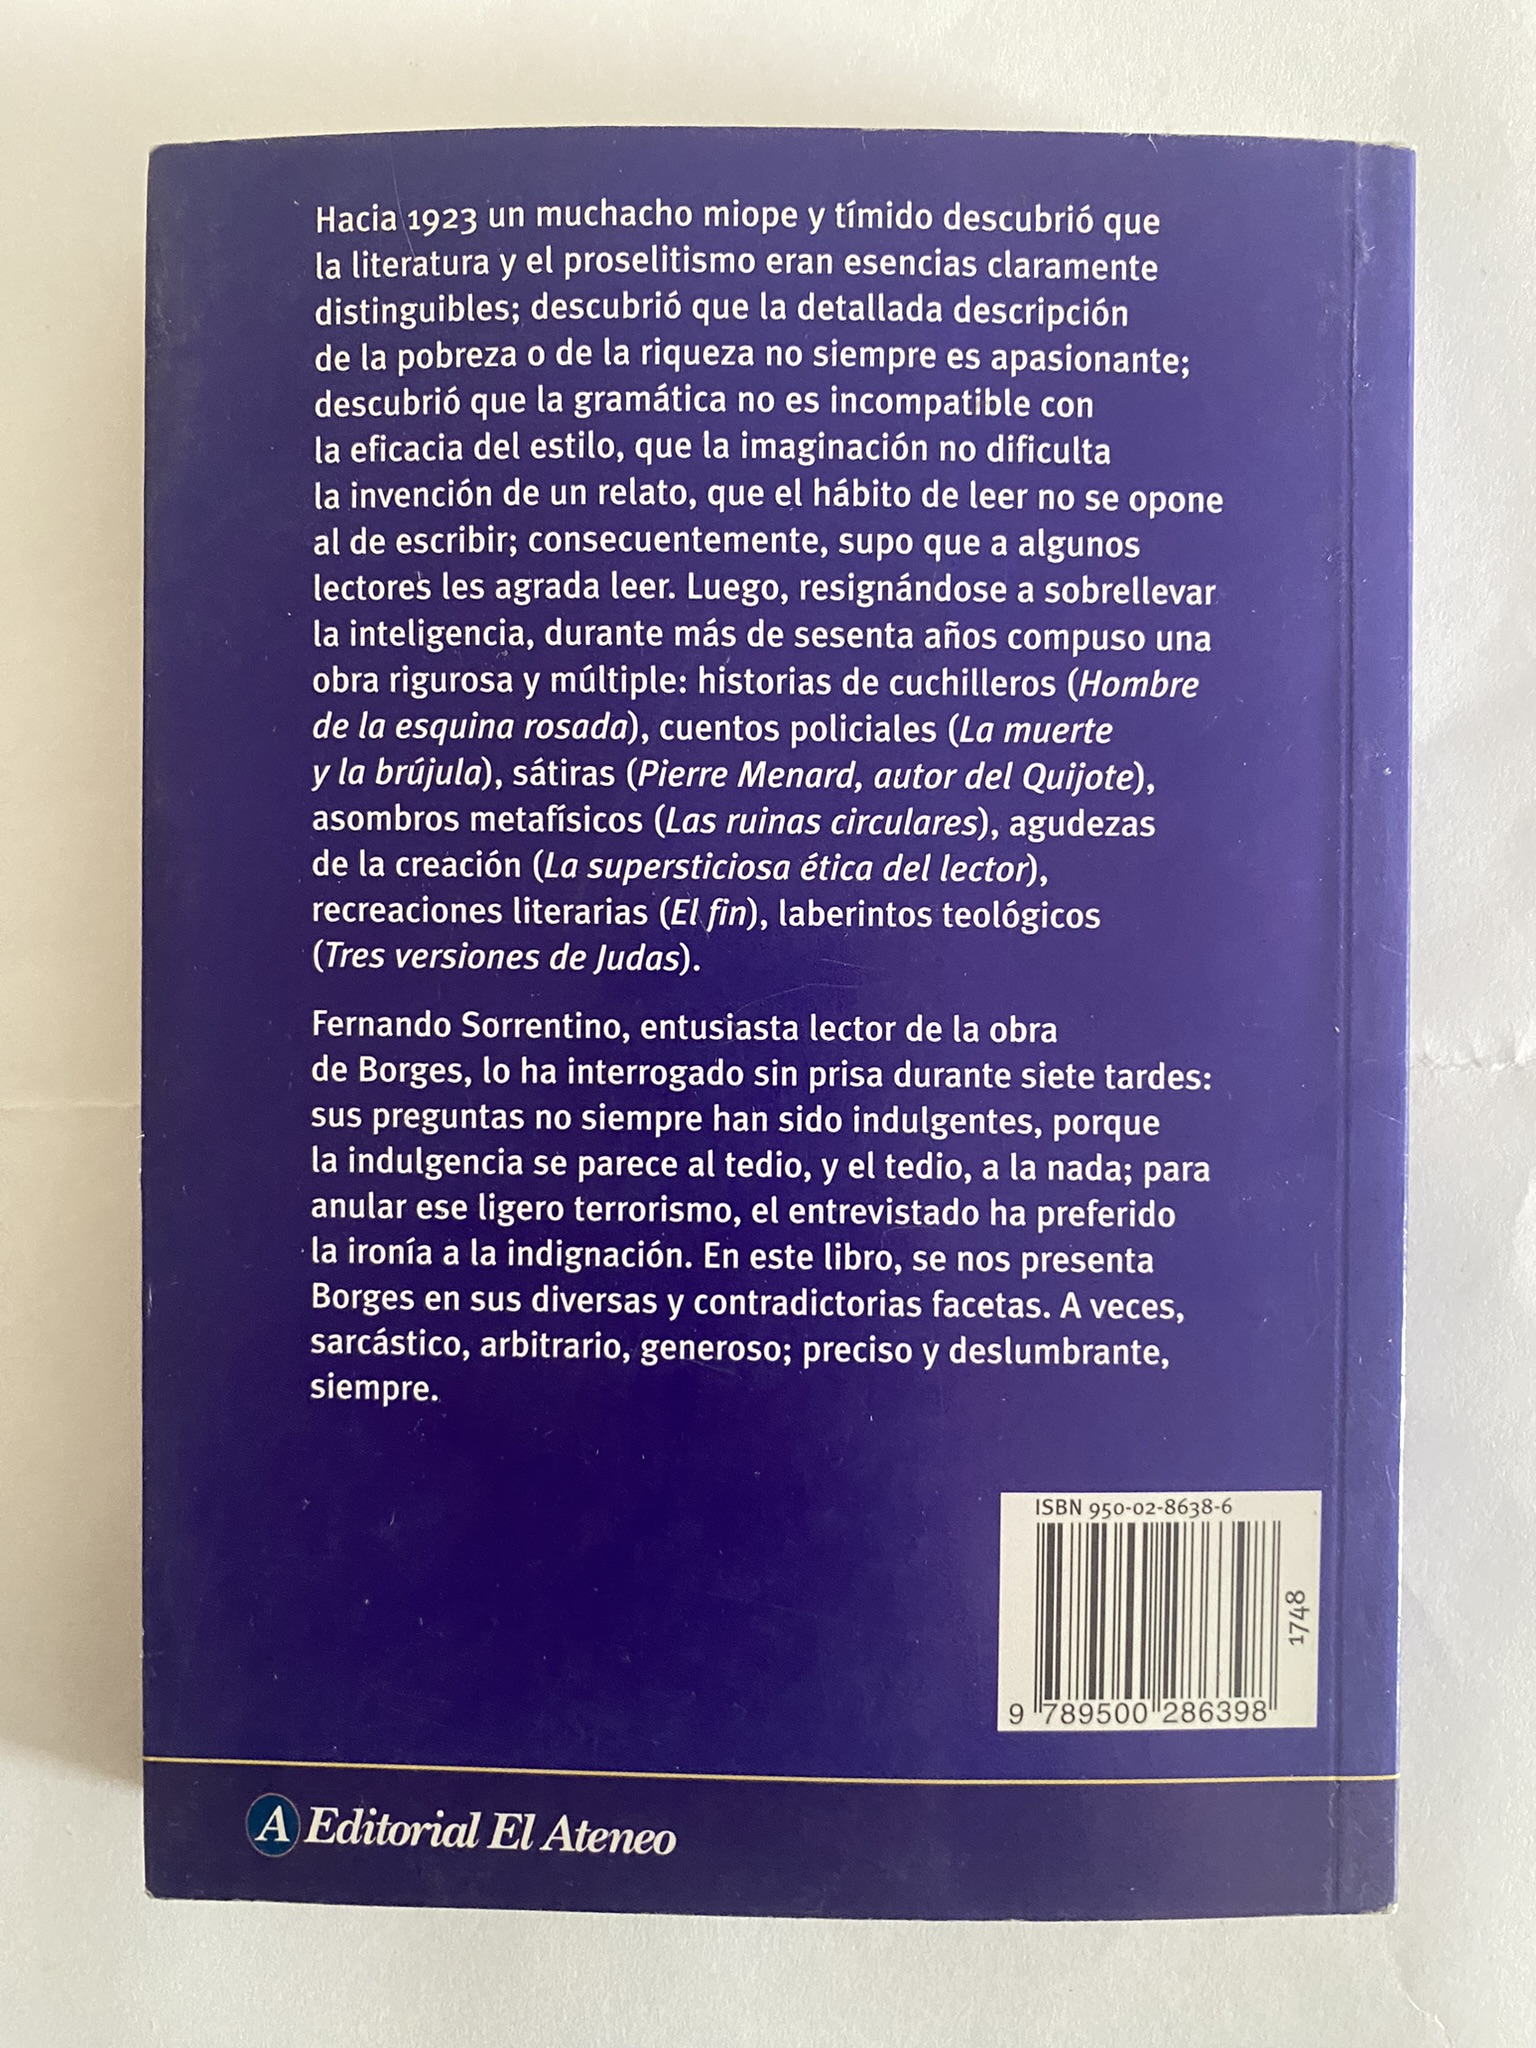 Hacia 1923 un muchacho miope y tímido descubrió que
la literatura y el proselitismo eran esencias claramente
distinguibles; descubrió que la detallada descripción
de la pobreza o de la riqueza no siempre es apasionante;
descubrió que la gramática no es incompatible con
la eficacia del estilo, que la imaginación no dificulta
la invención de un relato, que el hábito de leer no se opone
al de escribir; consecuentemente, supo que a algunos
lectores les agrada leer. Luego, resignándose a sobrellevar
la inteligencia, durante más de sesenta años compuso una
obra rigurosa y múltiple: historias de cuchilleros (Hombre
de la esquina rosada), cuentos policiales (La muerte
y la brújula), sátiras (Pierre Menard, autor del Quijote),
asombros metafísicos (Las ruinas circulares), agudezas
de la creación (La supersticiosa ética del lector),
recreaciones literarias (El fin), laberintos teológicos
(Tres versiones de Judas).
Fernando Sorrentino, entusiasta lector de la obra
de Borges, lo ha interrogado sin prisa durante siete tardes:
sus preguntas no siempre han sido indulgentes, porque
la indulgencia se parece al tedio, y el tedio, a la nada; para
anular ese ligero terrorismo, el entrevistado ha preferido
la ironía a la indignación. En este libro, se nos presenta
Borges en sus diversas y contradictorias facetas. A veces,
sarcástico, arbitrario, generoso; preciso y deslumbrante,
siempre.
ISBN 950-02-8638-6
1748
9 789500 286398
A Editorial El Ateneo